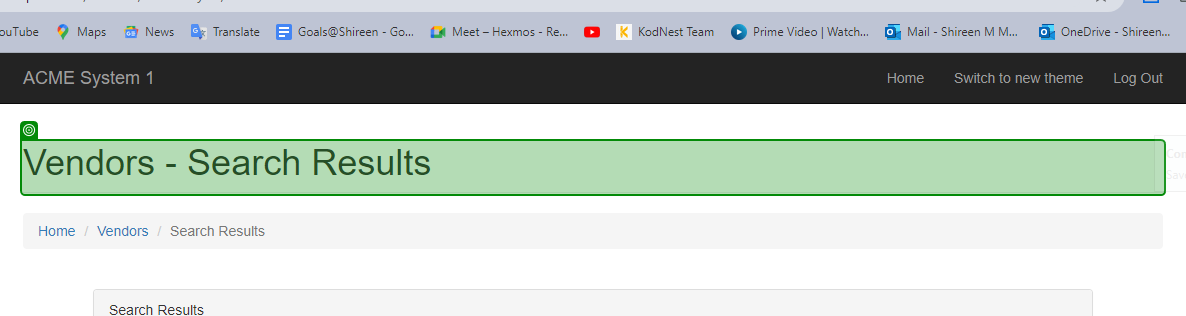 ouTube Maps News Translate Goals@Shireen - Go... Meet – Hexmos - Re... KodNest Team Prime Video | Watch... Mail - Shireen M M... OneDrive - Shireen...
ACME System 1 Home Switch to new theme Log Out
Vendors - Search Results
Home / Vendors / Search Results
Search Results